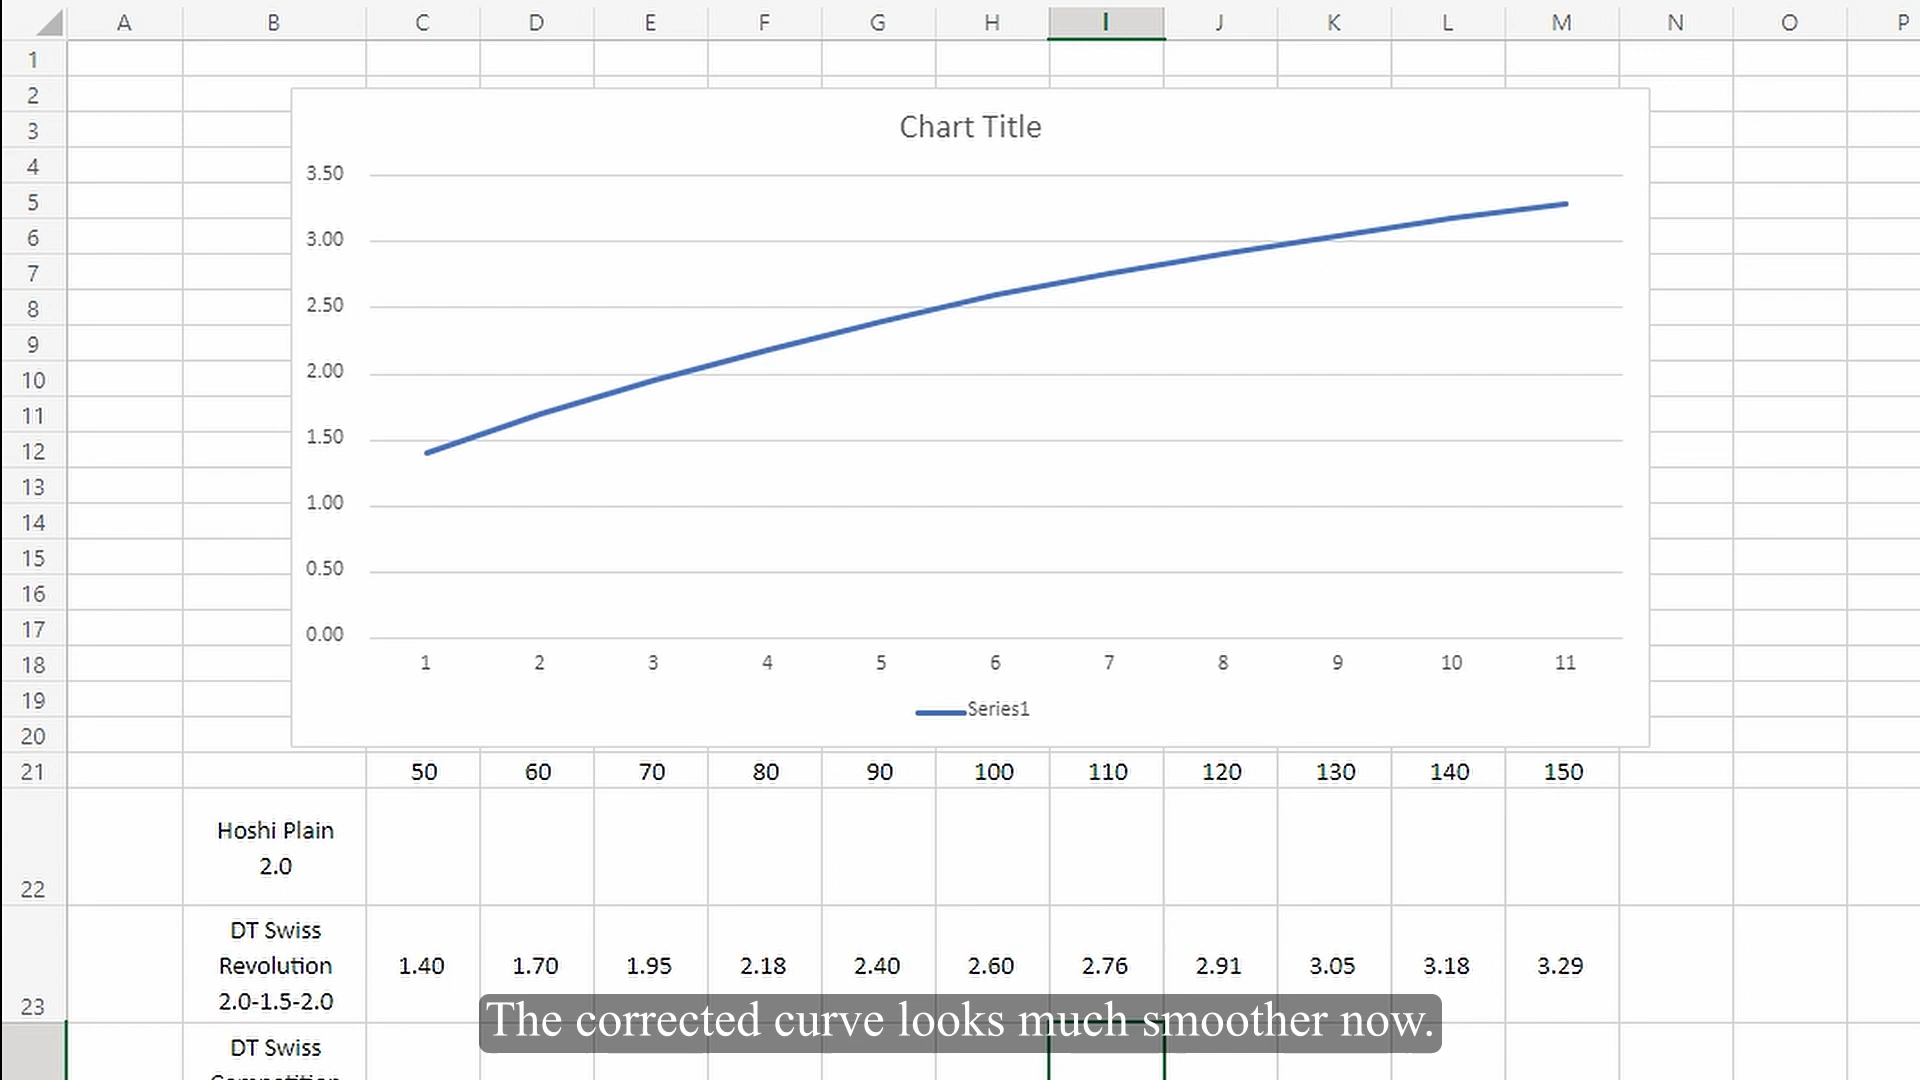 A B C D E F G H I J K L M N O P
1
2
Chart Title
3
3.50
4
5
3.00
6
7
2.50
8
9
2.00
10
11
1.50
12
13
1.00
14
15
0.50
16
17
0.00
18
1 2 3 4 5 6 7 8 9 10 11
19
Series1
20
21 50 60 70 80 90 100 110 120 130 140 150
22
Hoshi Plain
2.0
23
DT Swiss
Revolution
2.0-1.5-2.0
1.40 1.70 1.95 2.18 2.40 2.60 2.76 2.91 3.05 3.18 3.29
The corrected curve looks much smoother now.
DT Swiss